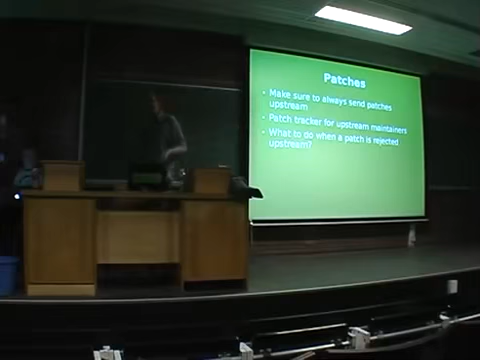 Patches
Make sure to always send patches
upstream
Patch tracker for upstream maintainers
What to do when a patch is rejected
upstream?